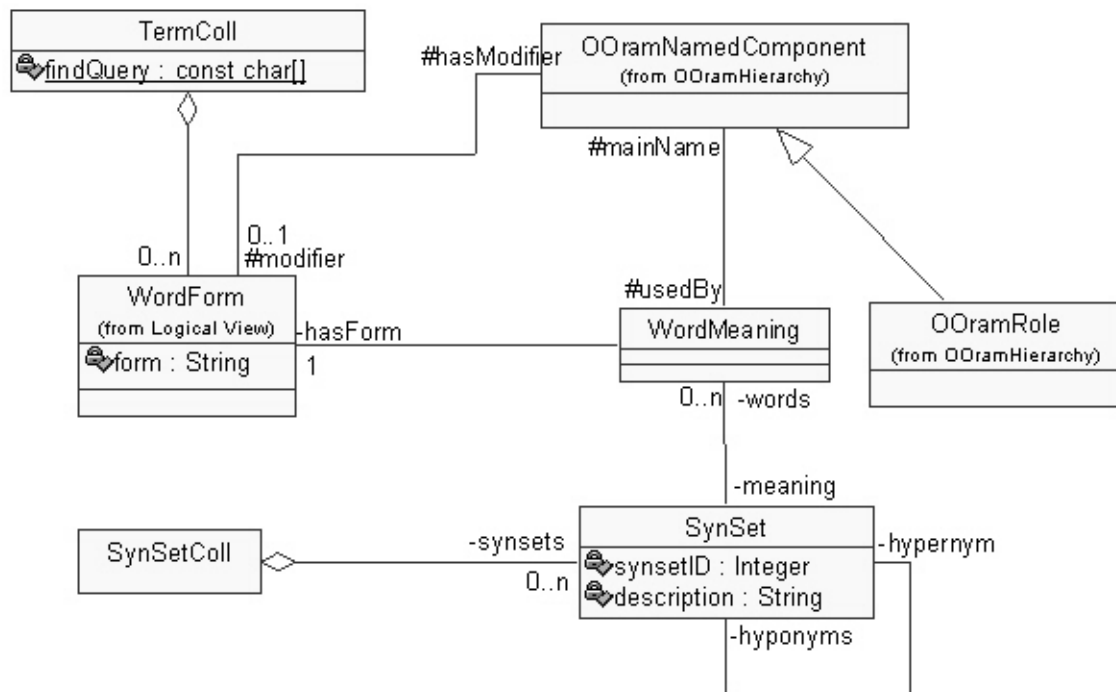 TermColl
findQuery : const char[]
#hasModifier
OOramNamedComponent
(from OOramHierarchy)
#mainName
0..n
0..1
#modifier
WordForm
(from Logical View)
form : String
-hasForm
1
#usedBy
WordMeaning
0..n
-words
OOramRole
(from OOramHierarchy)
-meaning
SynSetColl
-synsets
0..n
SynSet
synsetID : Integer
description : String
-hypernym
-hyponyms